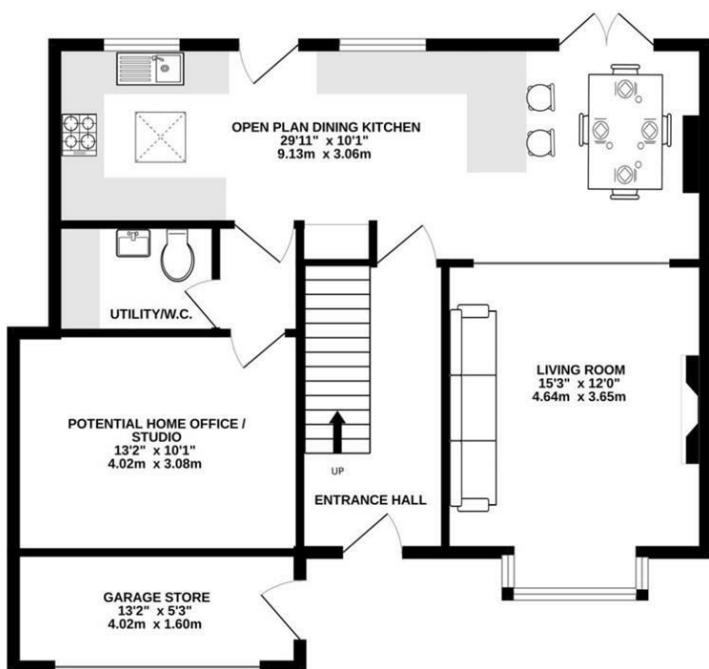 OPEN PLAN DINING KITCHEN
29'11" x 10'1"
9.13m x 3.06m
UTILITY/W.C.
LIVING ROOM
15'3" x 12'0"
4.64m x 3.65m
POTENTIAL HOME OFFICE /
STUDIO
13'2" x 10'1"
4.02m x 3.08m
UP
ENTRANCE HALL
GARAGE STORE
13'2" x 5'3"
4.02m x 1.60m